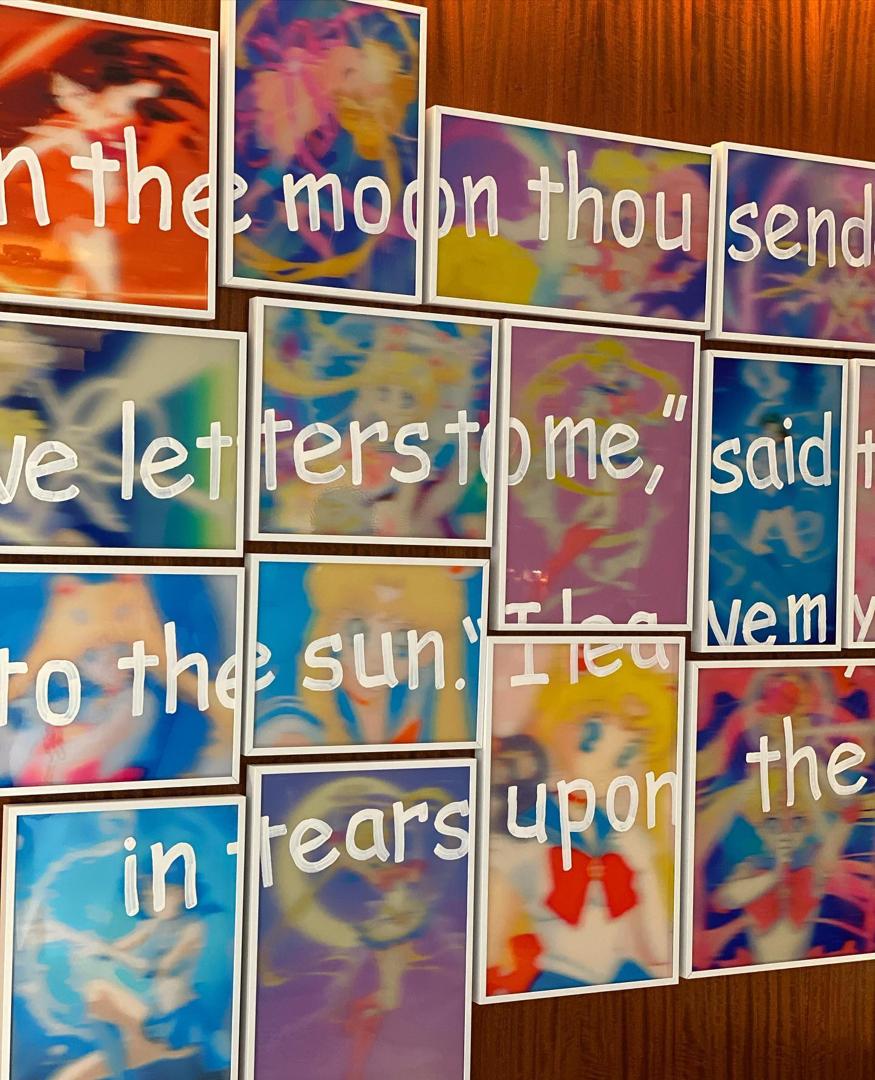 n the moon thou send
ve letters to me," said t
to the sun. "I leave my
in tears upon the